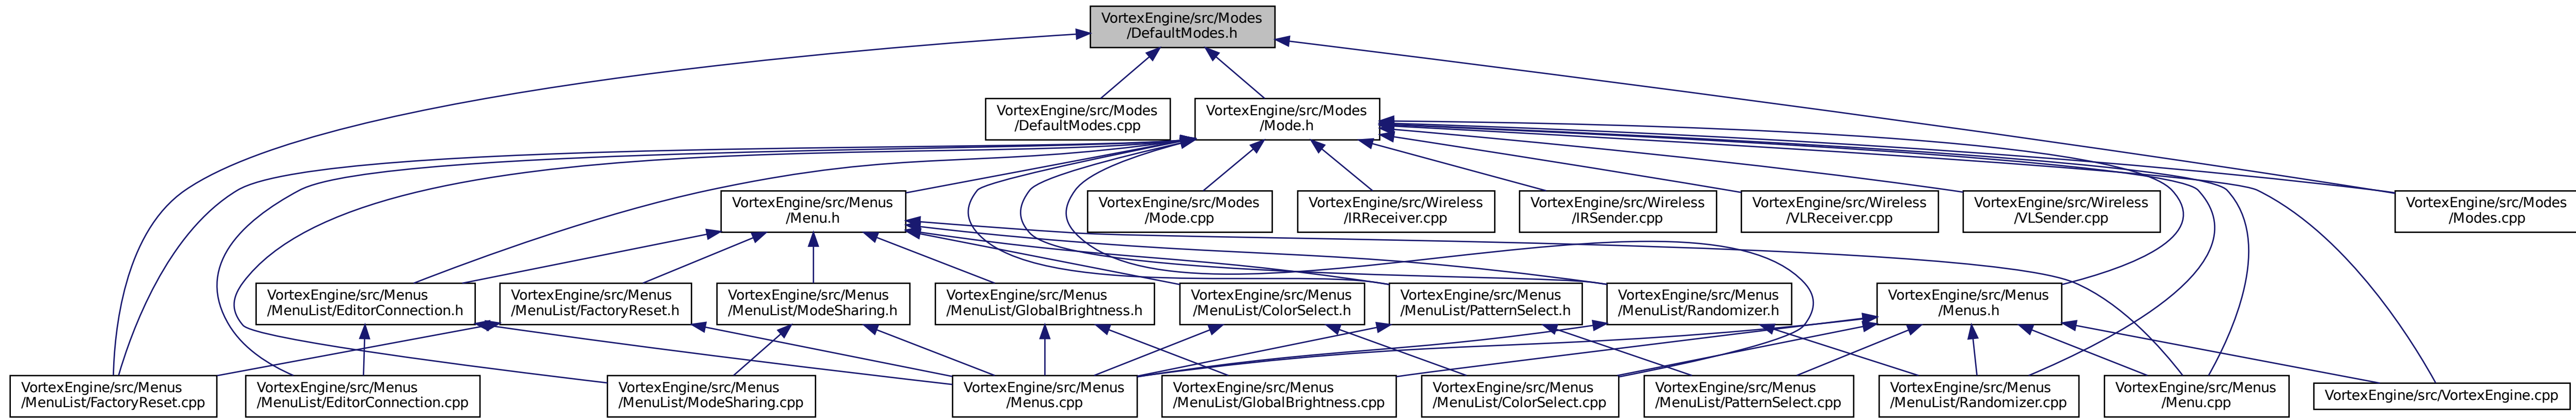 VortexEngine/src/Modes
/DefaultModes.h
VortexEngine/src/Modes
/DefaultModes.cpp
VortexEngine/src/Modes
/Mode.h
VortexEngine/src/Menus
/Menu.h
VortexEngine/src/Modes
/Mode.cpp
VortexEngine/src/Wireless
/IRReceiver.cpp
VortexEngine/src/Wireless
/IRSender.cpp
VortexEngine/src/Wireless
/VLReceiver.cpp
VortexEngine/src/Wireless
/VLSender.cpp
VortexEngine/src/Modes
/Modes.cpp
VortexEngine/src/Menus
/MenuList/EditorConnection.h
VortexEngine/src/Menus
/MenuList/FactoryReset.h
VortexEngine/src/Menus
/MenuList/ModeSharing.h
VortexEngine/src/Menus
/MenuList/GlobalBrightness.h
VortexEngine/src/Menus
/MenuList/ColorSelect.h
VortexEngine/src/Menus
/MenuList/PatternSelect.h
VortexEngine/src/Menus
/MenuList/Randomizer.h
VortexEngine/src/Menus
/Menus.h
VortexEngine/src/Menus
/MenuList/FactoryReset.cpp
VortexEngine/src/Menus
/MenuList/EditorConnection.cpp
VortexEngine/src/Menus
/MenuList/ModeSharing.cpp
VortexEngine/src/Menus
/Menus.cpp
VortexEngine/src/Menus
/MenuList/GlobalBrightness.cpp
VortexEngine/src/Menus
/MenuList/ColorSelect.cpp
VortexEngine/src/Menus
/MenuList/PatternSelect.cpp
VortexEngine/src/Menus
/MenuList/Randomizer.cpp
VortexEngine/src/Menus
/Menu.cpp
VortexEngine/src/VortexEngine.cpp